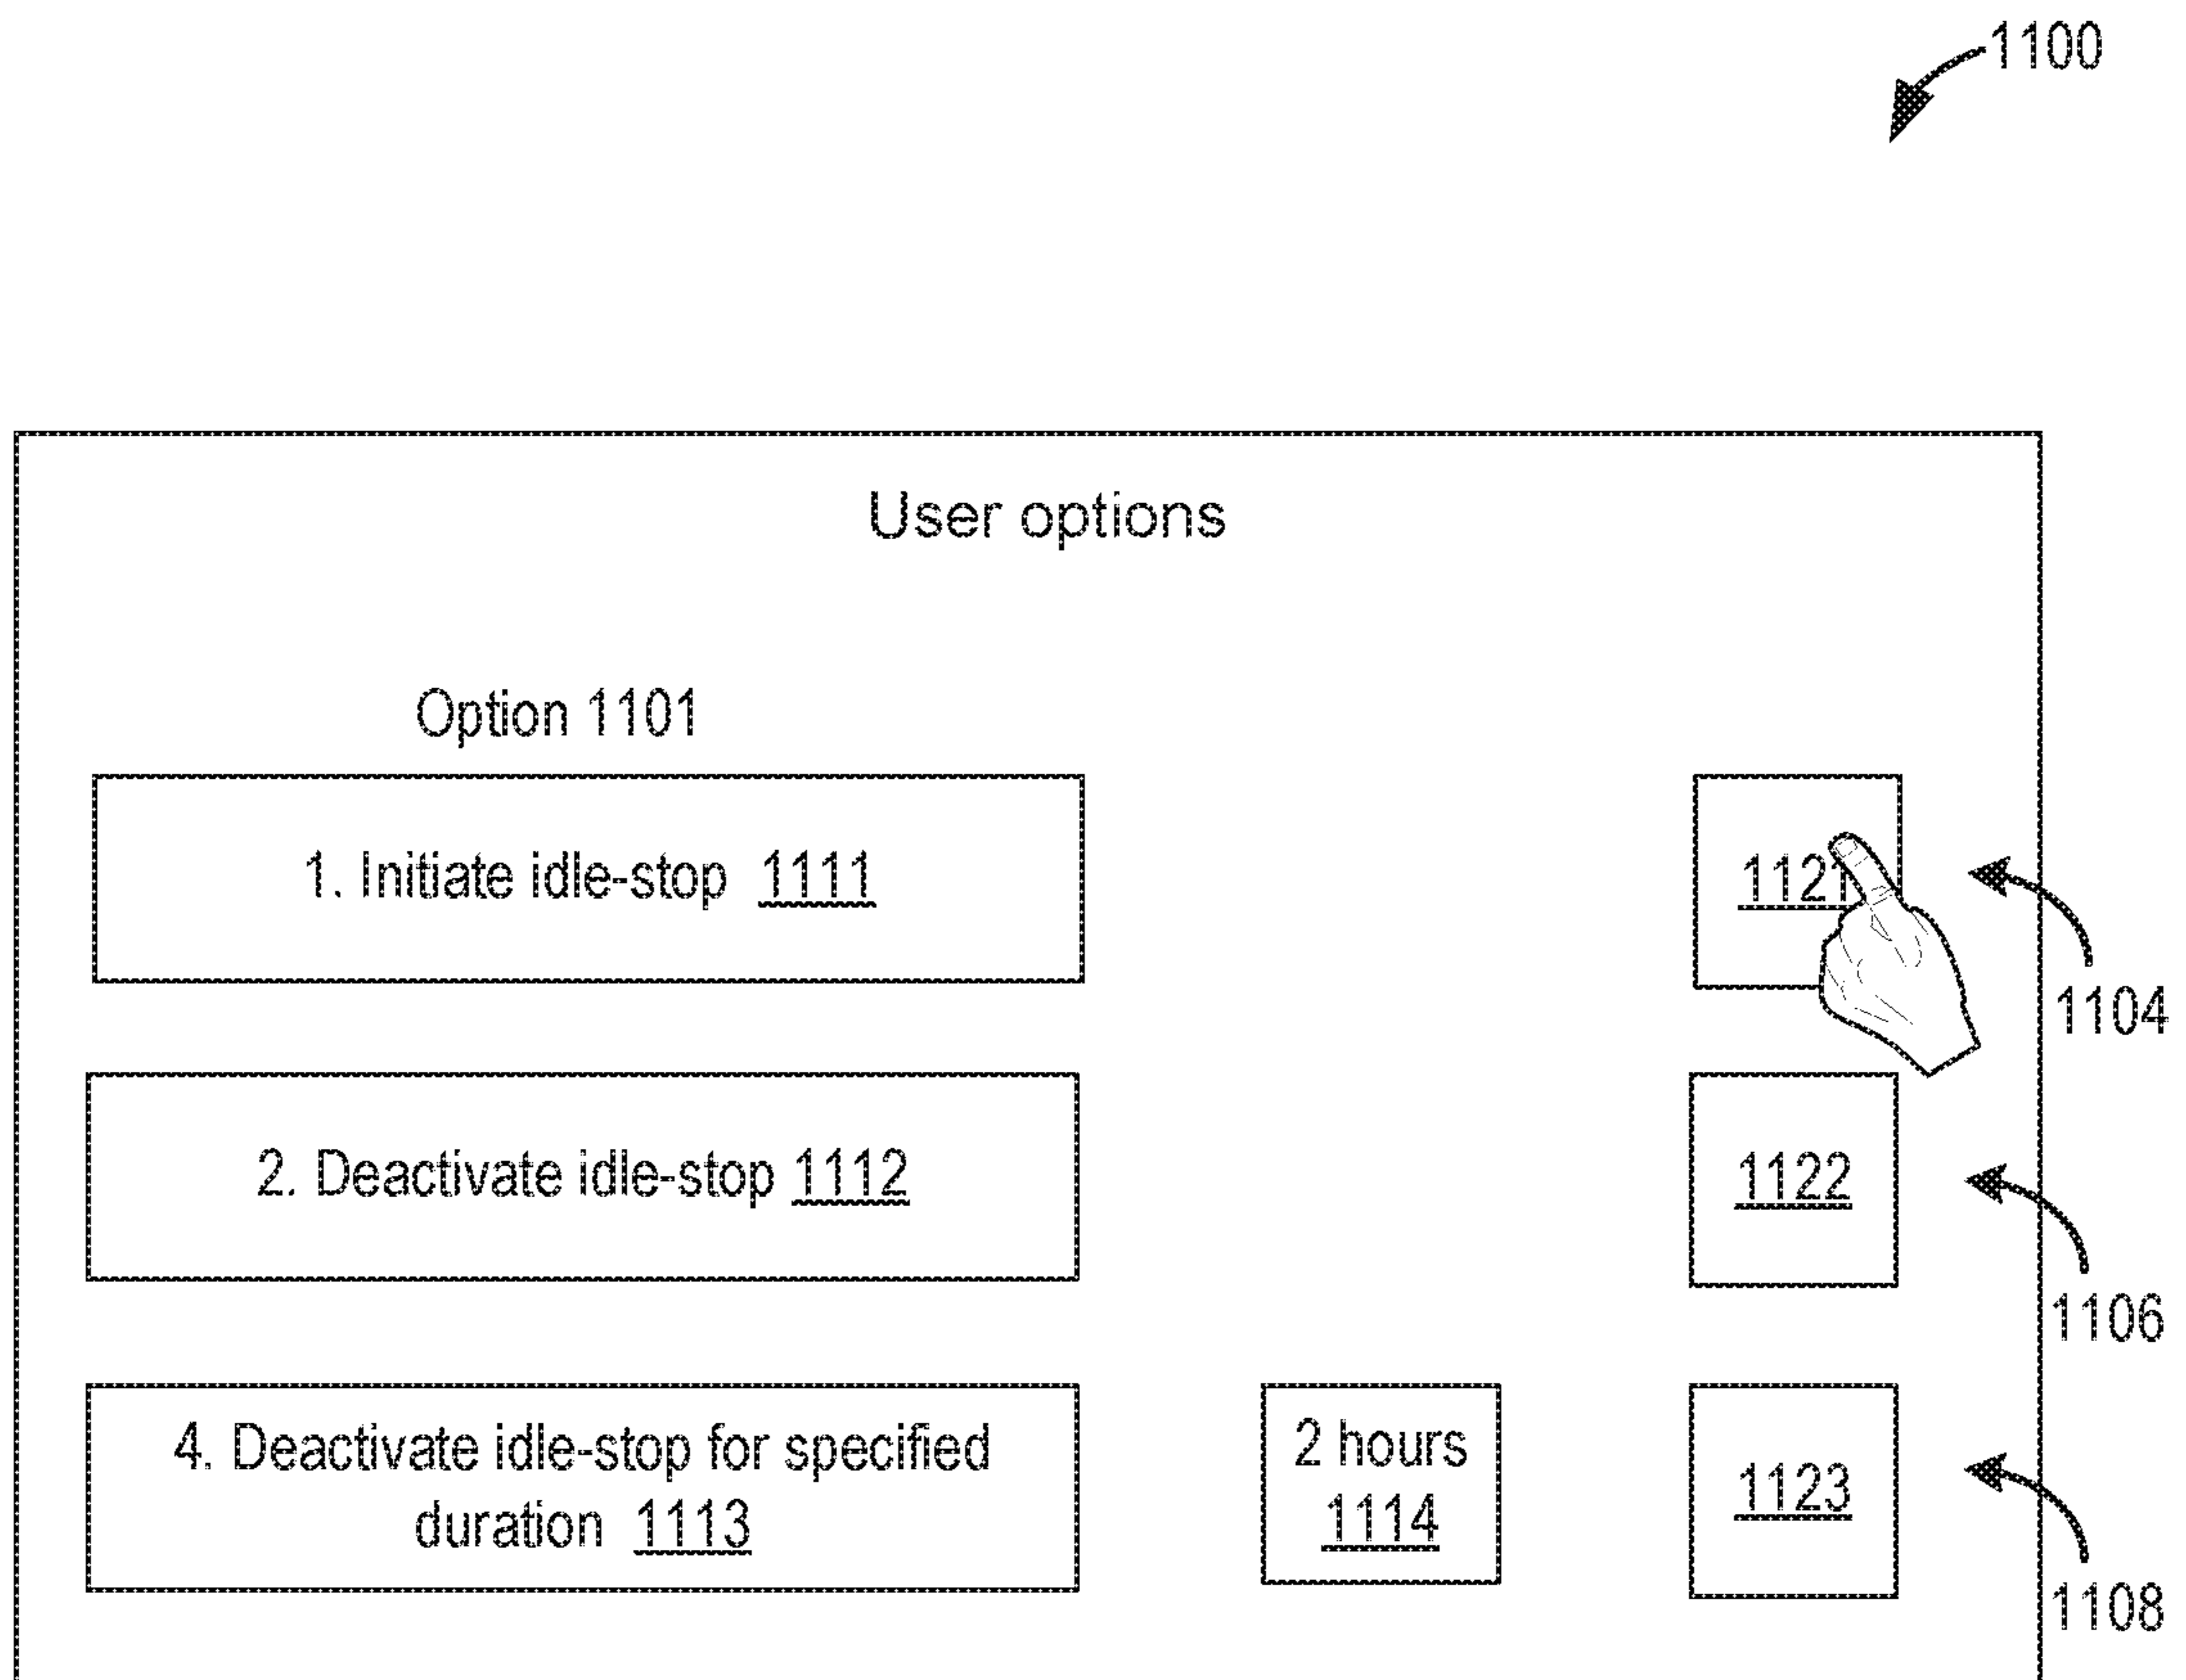 1100
User options
Option 1101
1. Initiate idle-stop 1111
1121
1104
2. Deactivate idle-stop 1112
1122
1106
4. Deactivate idle-stop for specified
duration 1113
2 hours
1114
1123
1108